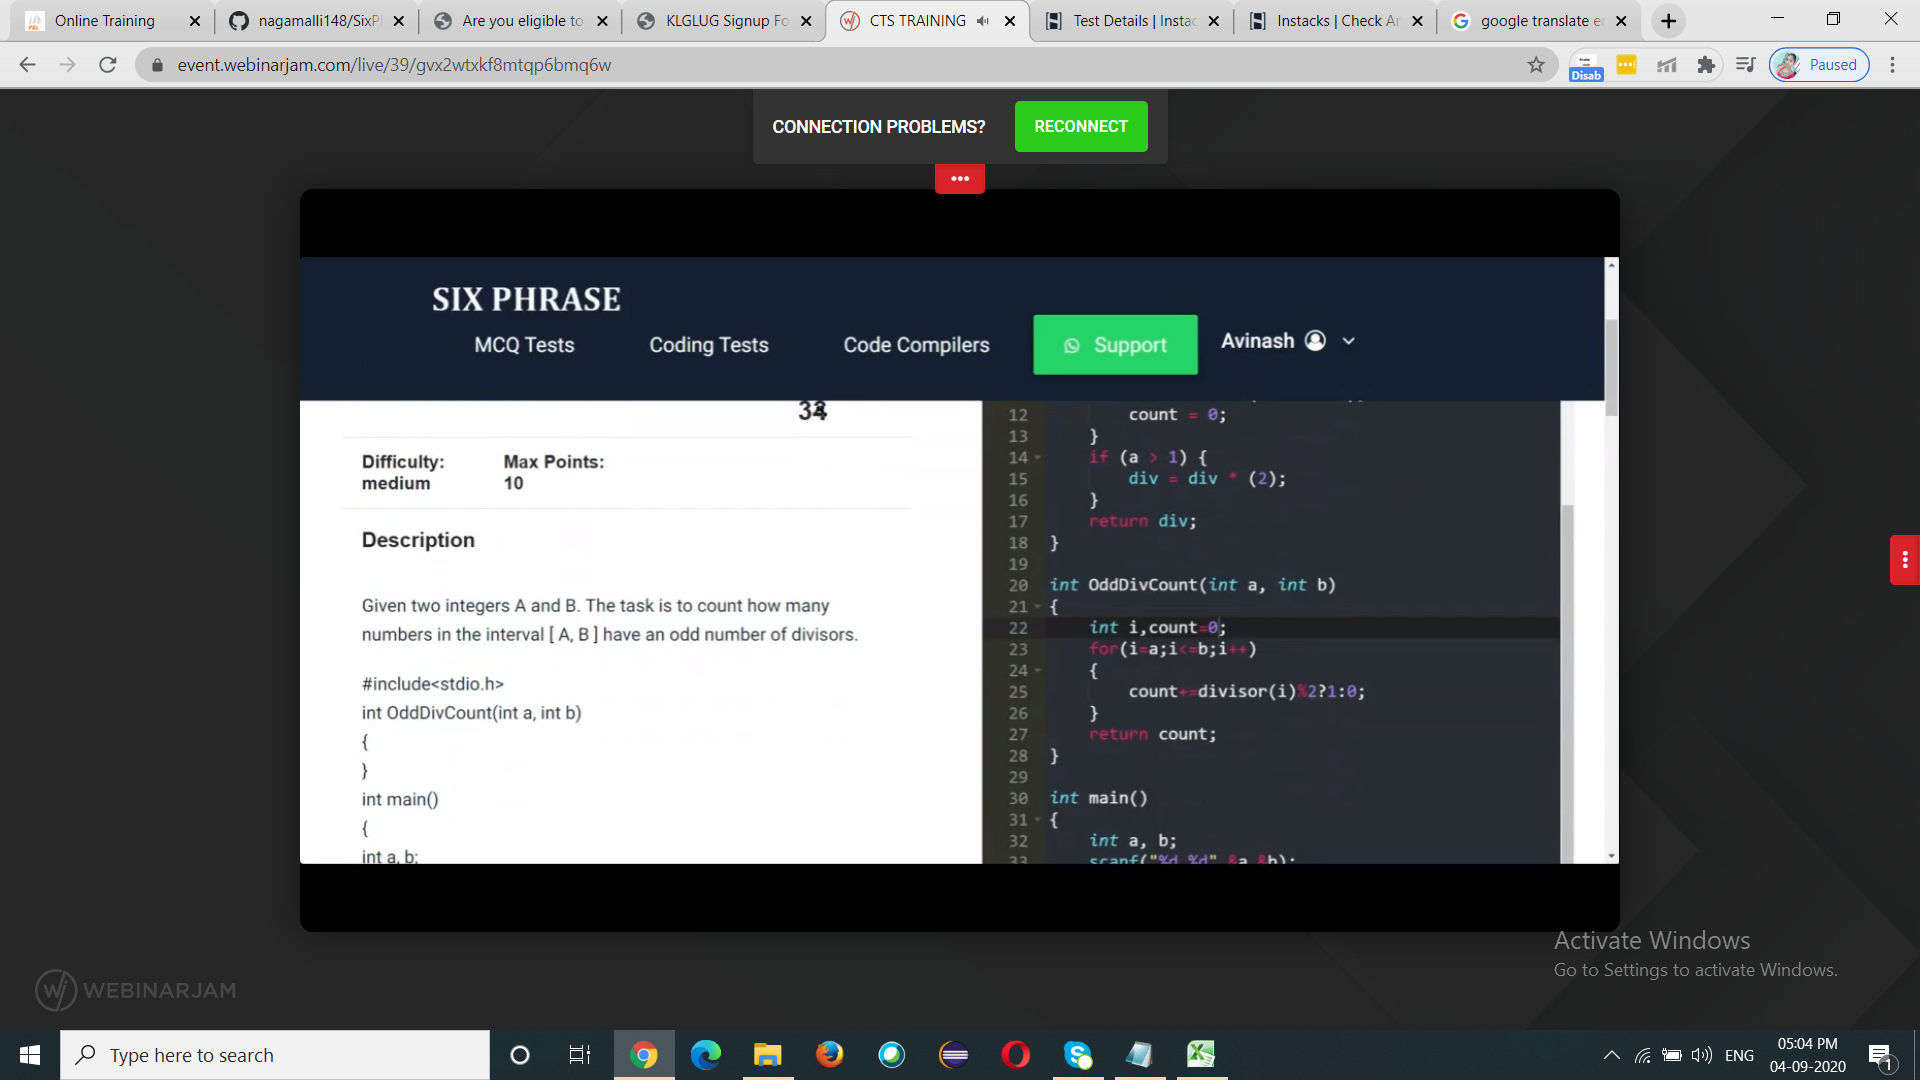 Online Training
nagamalli148/SixP
Are you eligible to
KLGLUG Signup Fo
CTS TRAINING
Test Details | Instac
Instacks | Check Ar
google translate e
event.webinarjam.com/live/39/gvx2wtxkf8mtqp6bmq6w
Disab
Paused
CONNECTION PROBLEMS?
RECONNECT
SIX PHRASE
MCQ Tests
Coding Tests
Code Compilers
Support
Avinash
Difficulty:
medium
Max Points:
10
Description
Given two integers A and B. The task is to count how many
numbers in the interval [ A, B ] have an odd number of divisors.
#include<stdio.h>
int OddDivCount(int a, int b)
{
}
int main()
{
int a, b;
12 count = 0;
13 }
14 if (a > 1) {
15 div = div * (2);
16 }
17 return div;
18 }
19
20 int OddDivCount(int a, int b)
21 {
22 int i,count=0;
23 for(i=a;i<=b;i++)
24 {
25 count+=divisor(i)%2?1:0;
26 }
27 return count;
28 }
29
30 int main()
31 {
32 int a, b;
33 scanf("%d %d",&a,&b);
Activate Windows
Go to Settings to activate Windows.
WEBINARJAM
Type here to search
ENG
05:04 PM
04-09-2020
1